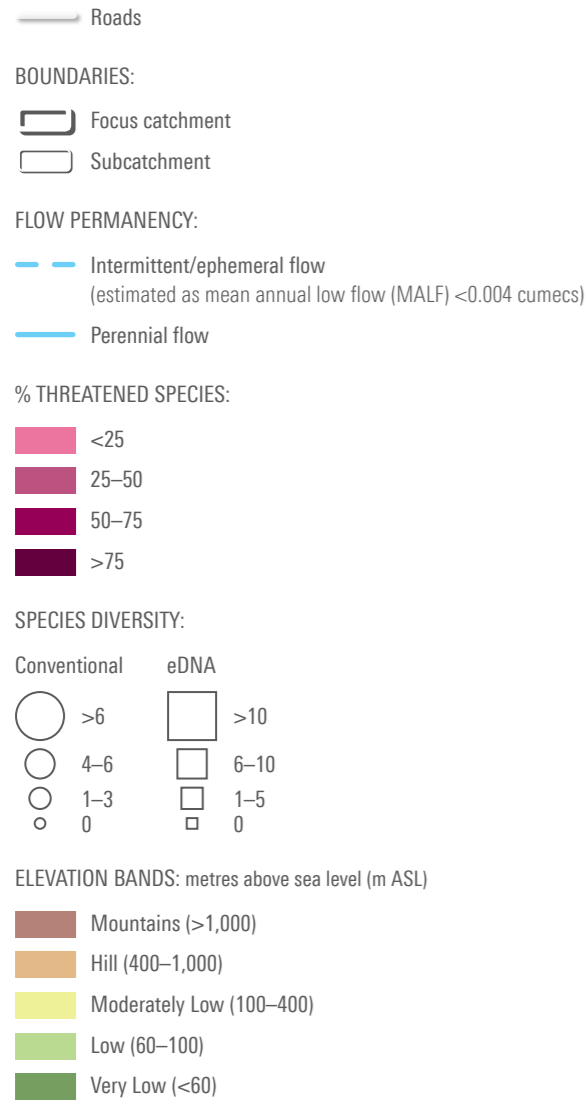 Roads
BOUNDARIES:
Focus catchment
Subcatchment
FLOW PERMANENCY:
Intermittent/ephemeral flow
(estimated as mean annual low flow (MALF) <0.004 cumecs)
Perennial flow
% THREATENED SPECIES:
<25
25–50
50–75
>75
SPECIES DIVERSITY:
Conventional eDNA
>6 >10
4–6 6–10
1–3 1–5
0 0
ELEVATION BANDS: metres above sea level (m ASL)
Mountains (>1,000)
Hill (400–1,000)
Moderately Low (100–400)
Low (60–100)
Very Low (<60)